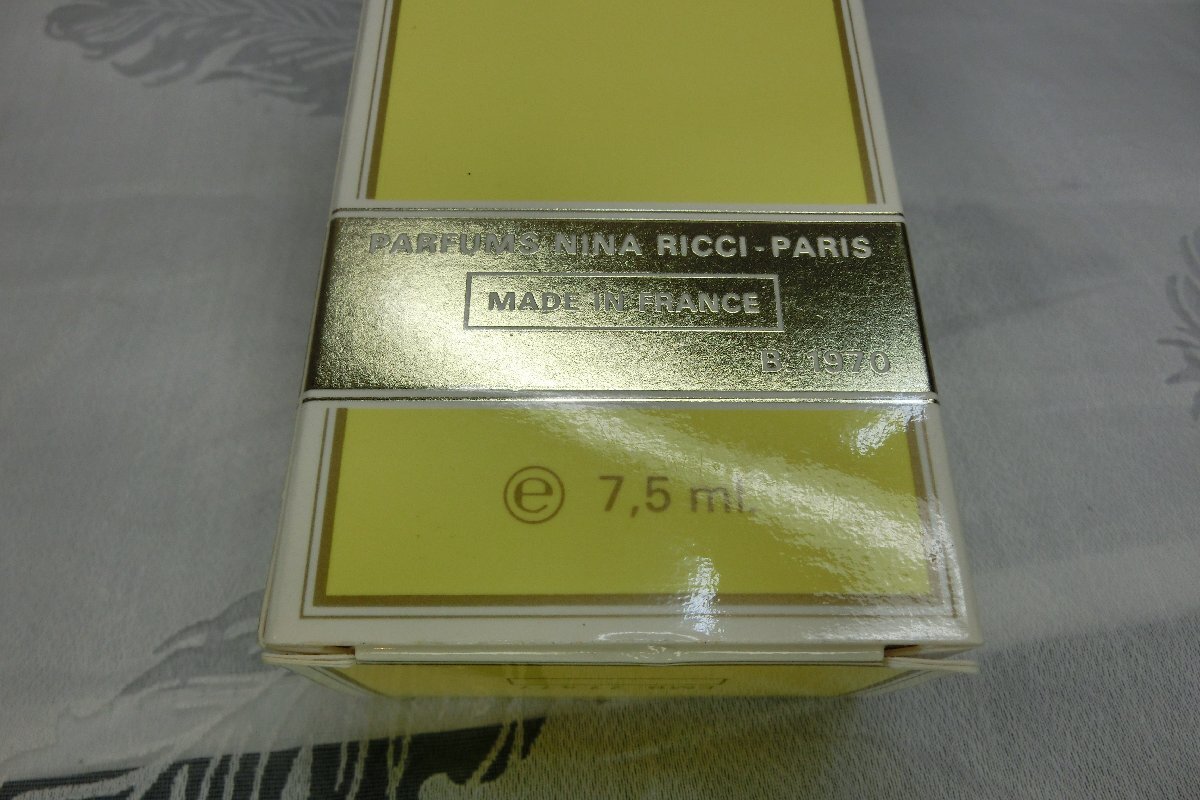 PARFUMS NINA RICCI - PARIS
MADE IN FRANCE
B 1970
℮ 7,5 ml.